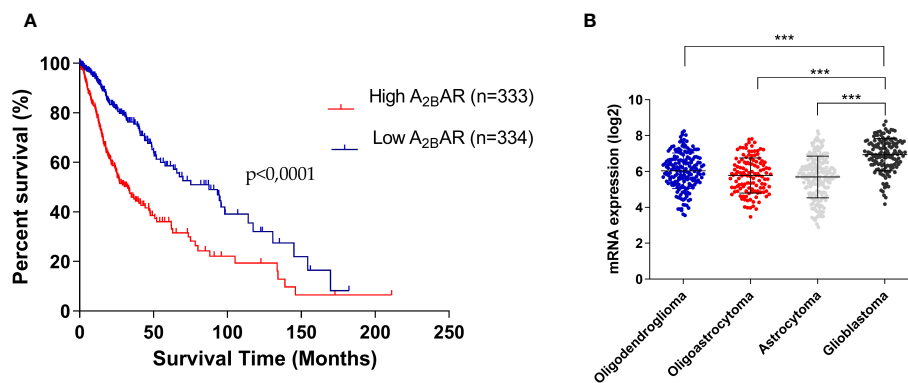 A
Percent survival (%)
100
80
60
40
20
0
0 50 100 150 200 250
Survival Time (Months)
High A2BAR (n=333)
Low A2BAR (n=334)
p<0,0001
B
***
***
***
mRNA expression (log2)
10
8
6
4
2
0
Oligodendroglioma
Oligoastrocytoma
Astrocytoma
Glioblastoma